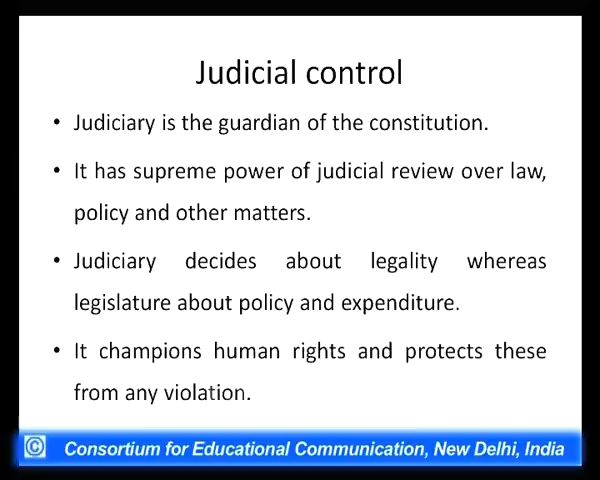 Judicial control
• Judiciary is the guardian of the constitution.
• It has supreme power of judicial review over law,
policy and other matters.
• Judiciary decides about legality whereas
legislature about policy and expenditure.
• It champions human rights and protects these
from any violation.
© Consortium for Educational Communication, New Delhi, India